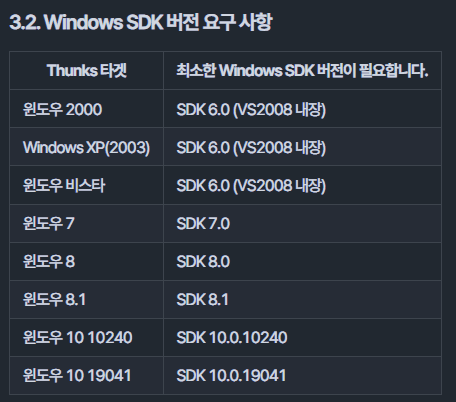 3.2. Windows SDK 버전 요구 사항
Thunks 타겟 최소한 Windows SDK 버전이 필요합니다.
윈도우 2000 SDK 6.0 (VS2008 내장)
Windows XP(2003) SDK 6.0 (VS2008 내장)
윈도우 비스타 SDK 6.0 (VS2008 내장)
윈도우 7 SDK 7.0
윈도우 8 SDK 8.0
윈도우 8.1 SDK 8.1
윈도우 10 10240 SDK 10.0.10240
윈도우 10 19041 SDK 10.0.19041